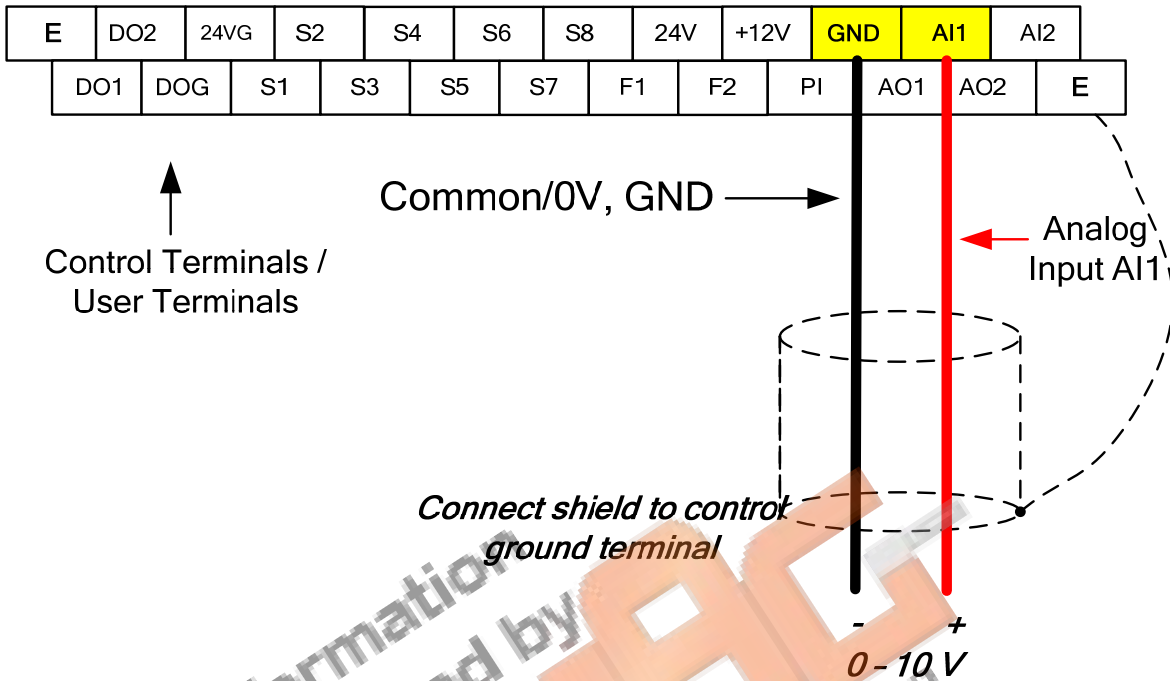 E DO2 24VG S2 S4 S6 S8 24V +12V GND AI1 AI2
DO1 DOG S1 S3 S5 S7 F1 F2 PI AO1 AO2 E
Common/0V, GND
Analog
Input AI1
Control Terminals /
User Terminals
Connect shield to control
ground terminal
- +
0 – 10 V